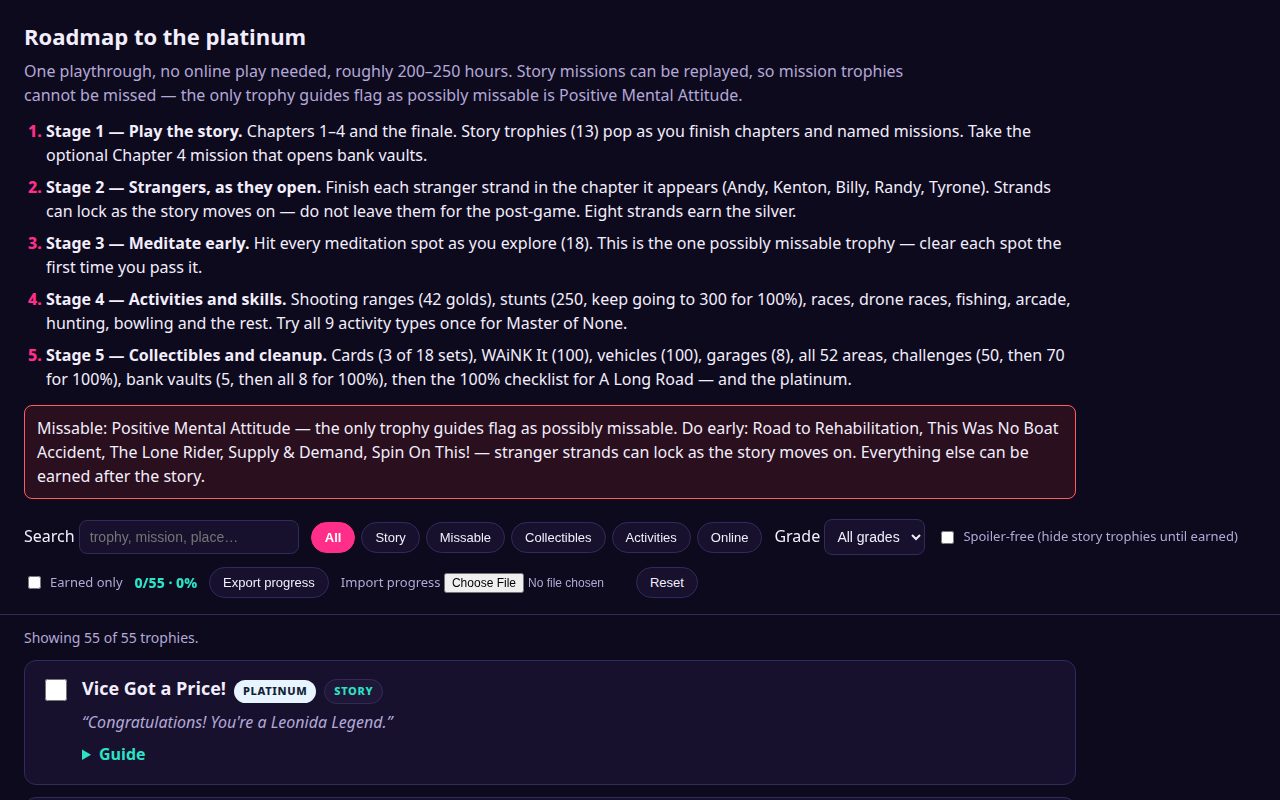 Roadmap to the platinum
One playthrough, no online play needed, roughly 200–250 hours. Story missions can be replayed, so mission trophies
cannot be missed — the only trophy guides flag as possibly missable is Positive Mental Attitude.
1. Stage 1 — Play the story. Chapters 1–4 and the finale. Story trophies (13) pop as you finish chapters and named missions. Take the
optional Chapter 4 mission that opens bank vaults.
2. Stage 2 — Strangers, as they open. Finish each stranger strand in the chapter it appears (Andy, Kenton, Billy, Randy, Tyrone). Strands
can lock as the story moves on — do not leave them for the post-game. Eight strands earn the silver.
3. Stage 3 — Meditate early. Hit every meditation spot as you explore (18). This is the one possibly missable trophy — clear each spot the
first time you pass it.
4. Stage 4 — Activities and skills. Shooting ranges (42 golds), stunts (250, keep going to 300 for 100%), races, drone races, fishing, arcade,
hunting, bowling and the rest. Try all 9 activity types once for Master of None.
5. Stage 5 — Collectibles and cleanup. Cards (3 of 18 sets), WAiNK It (100), vehicles (100), garages (8), all 52 areas, challenges (50, then 70
for 100%), bank vaults (5, then all 8 for 100%), then the 100% checklist for A Long Road — and the platinum.
Missable: Positive Mental Attitude — the only trophy guides flag as possibly missable. Do early: Road to Rehabilitation, This Was No Boat
Accident, The Lone Rider, Supply & Demand, Spin On This! — stranger strands can lock as the story moves on. Everything else can be
earned after the story.
Search trophy, mission, place… All Story Missable Collectibles Activities Online Grade All grades Spoiler-free (hide story trophies until earned)
Earned only 0/55 · 0% Export progress Import progress Choose File No file chosen Reset
Showing 55 of 55 trophies.
Vice Got a Price! PLATINUM STORY
“Congratulations! You're a Leonida Legend.”
Guide